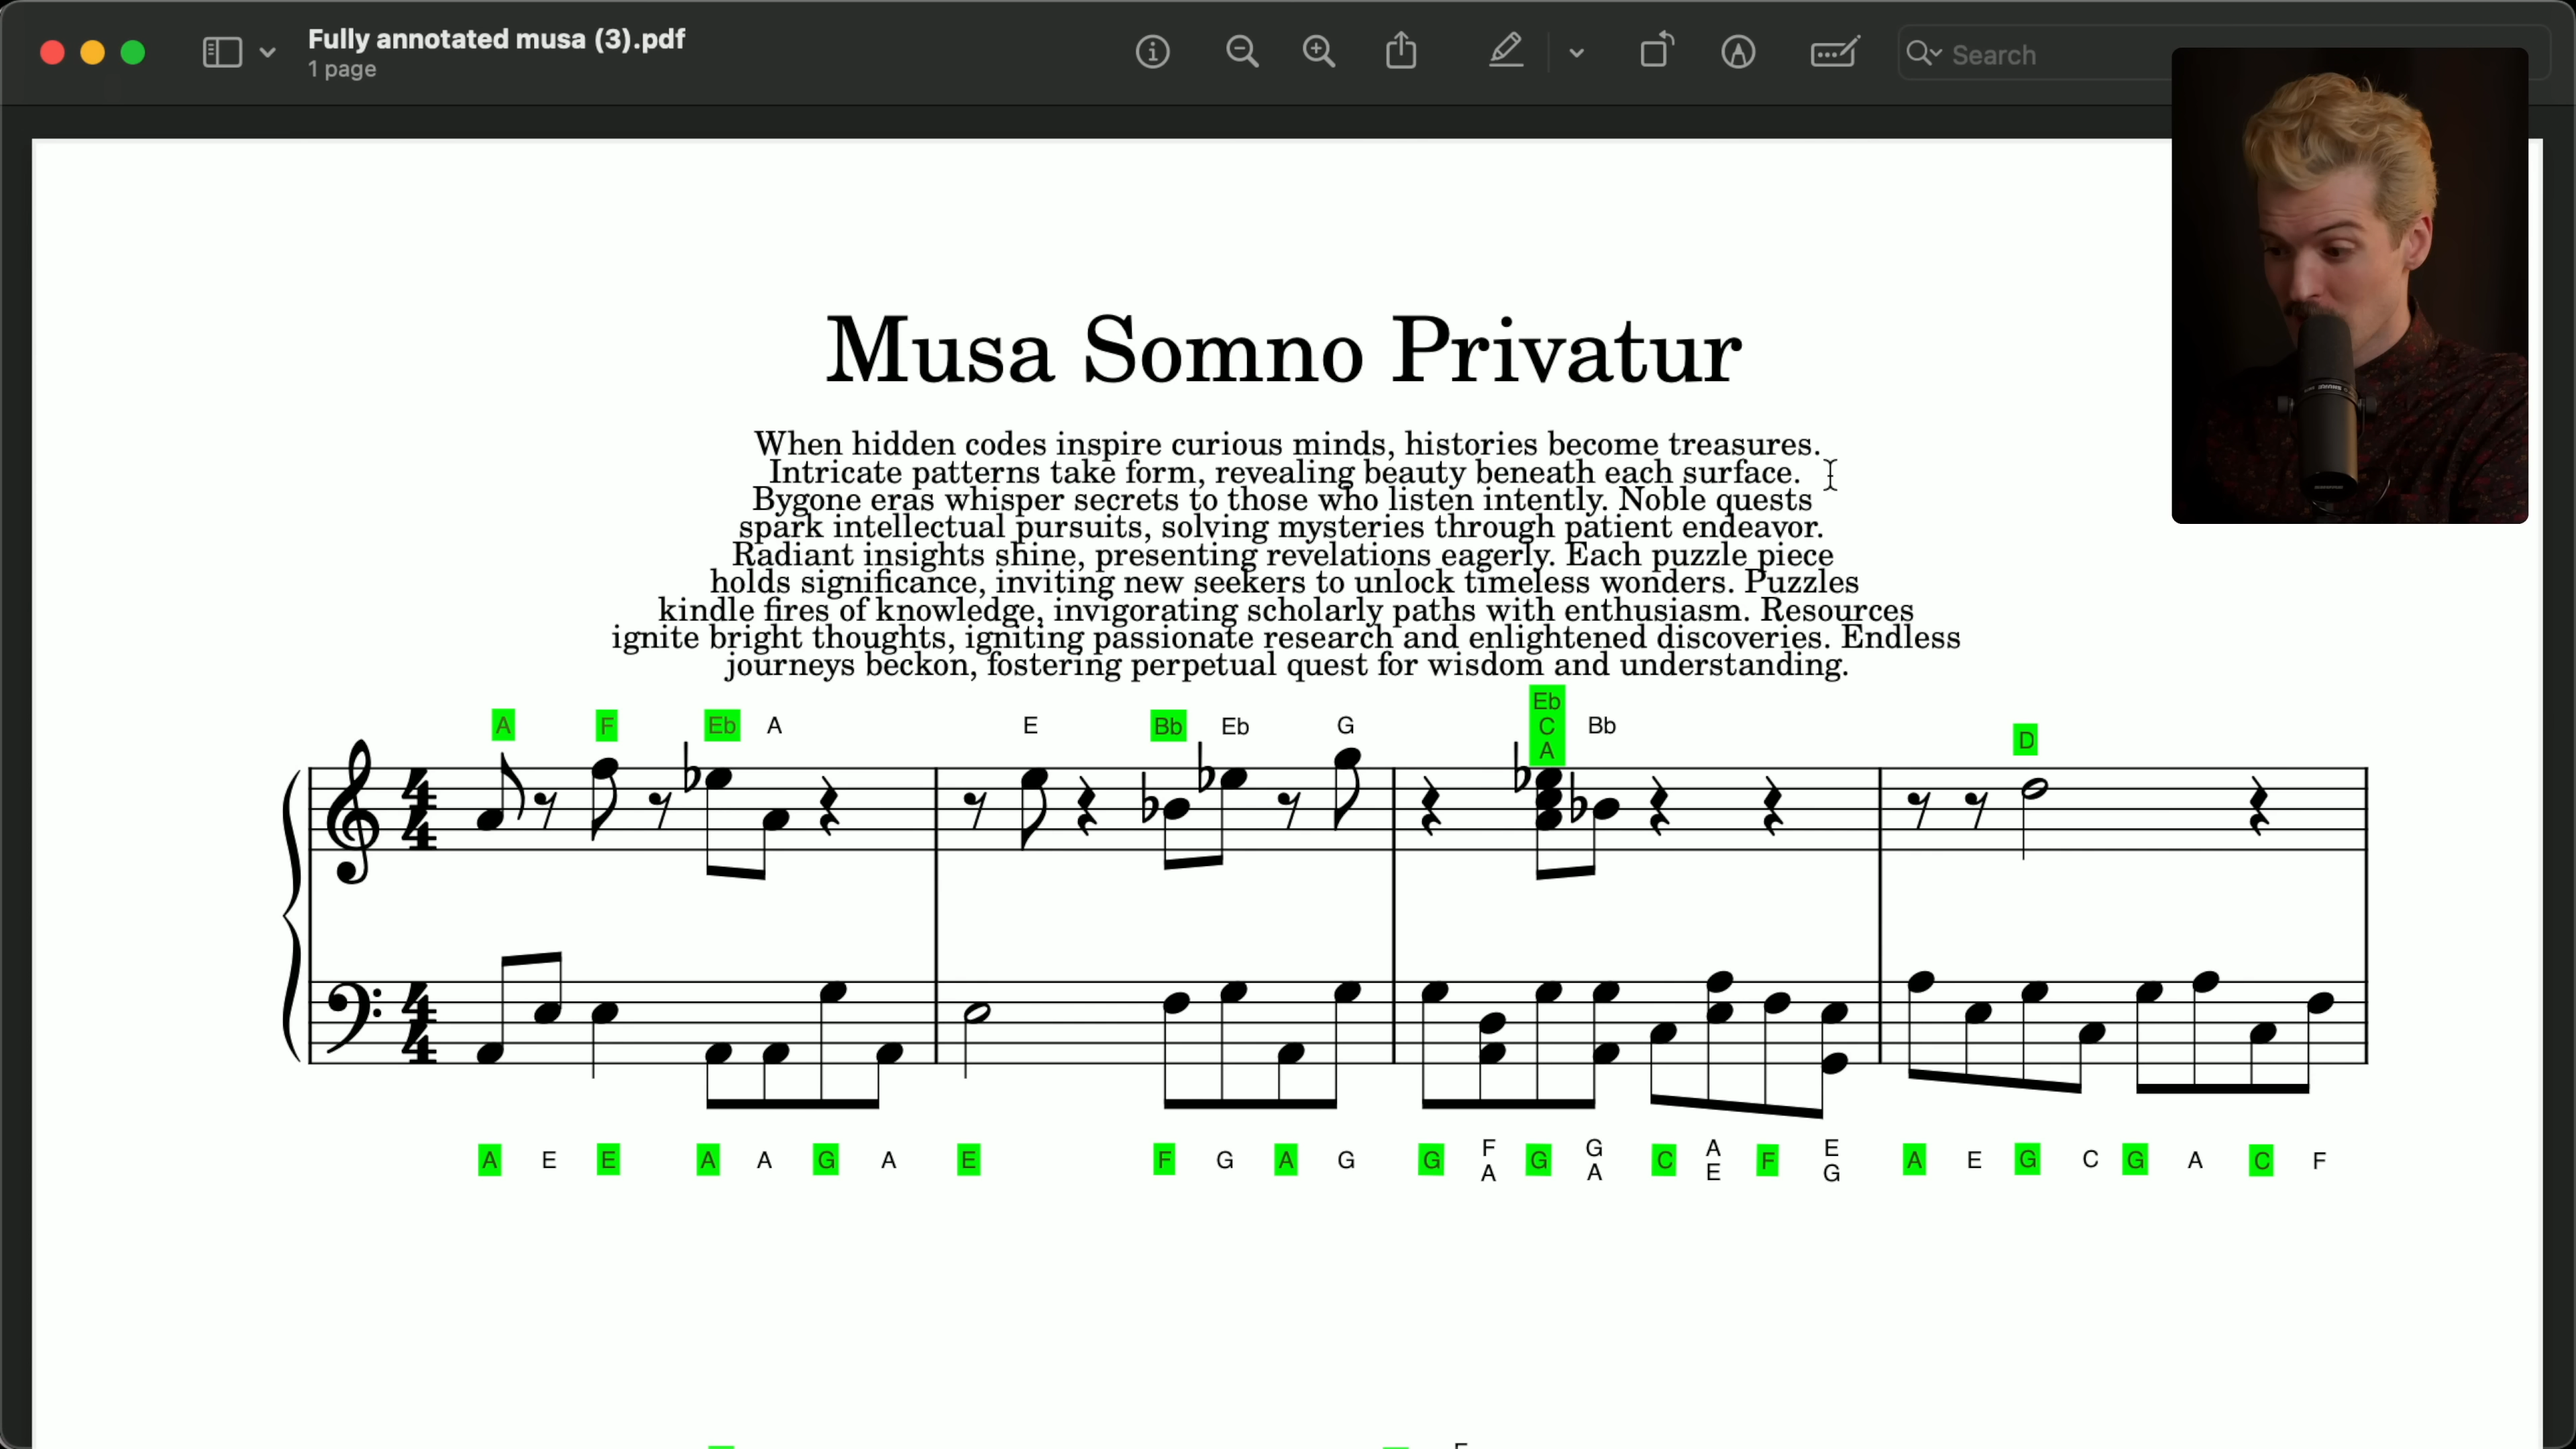 Fully annotated musa (3).pdf
1 page
Search
Musa Somno Privatur
When hidden codes inspire curious minds, histories become treasures.
Intricate patterns take form, revealing beauty beneath each surface.
Bygone eras whisper secrets to those who listen intently. Noble quests
spark intellectual pursuits, solving mysteries through patient endeavor.
Radiant insights shine, presenting revelations eagerly. Each puzzle piece
holds significance, inviting new seekers to unlock timeless wonders. Puzzles
kindle fires of knowledge, invigorating scholarly paths with enthusiasm. Resources
ignite bright thoughts, igniting passionate research and enlightened discoveries. Endless
journeys beckon, fostering perpetual quest for wisdom and understanding.
Eb
A F Eb A E Bb Eb G C Bb
A D
4 4
4 4
F G A E
A E E A A G A E F G A G G G C F A E G C G A C F
A A E G